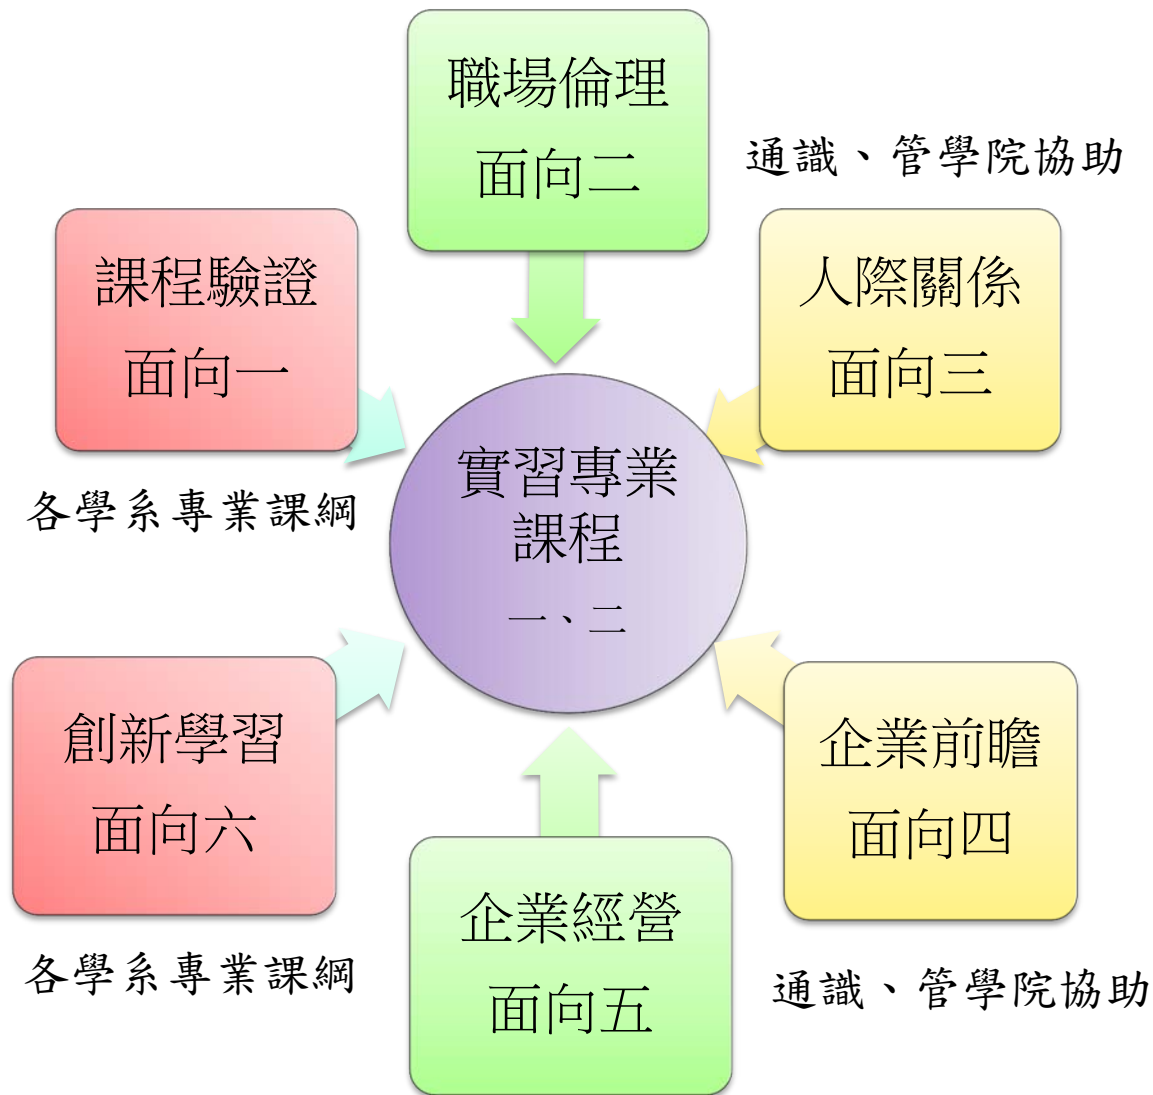 職場倫理
面向二
通識、管學院協助
課程驗證
面向一
人際關係
面向三
各學系專業課綱
實習專業
課程
一、二
創新學習
面向六
企業前瞻
面向四
企業經營
面向五
各學系專業課綱
通識、管學院協助